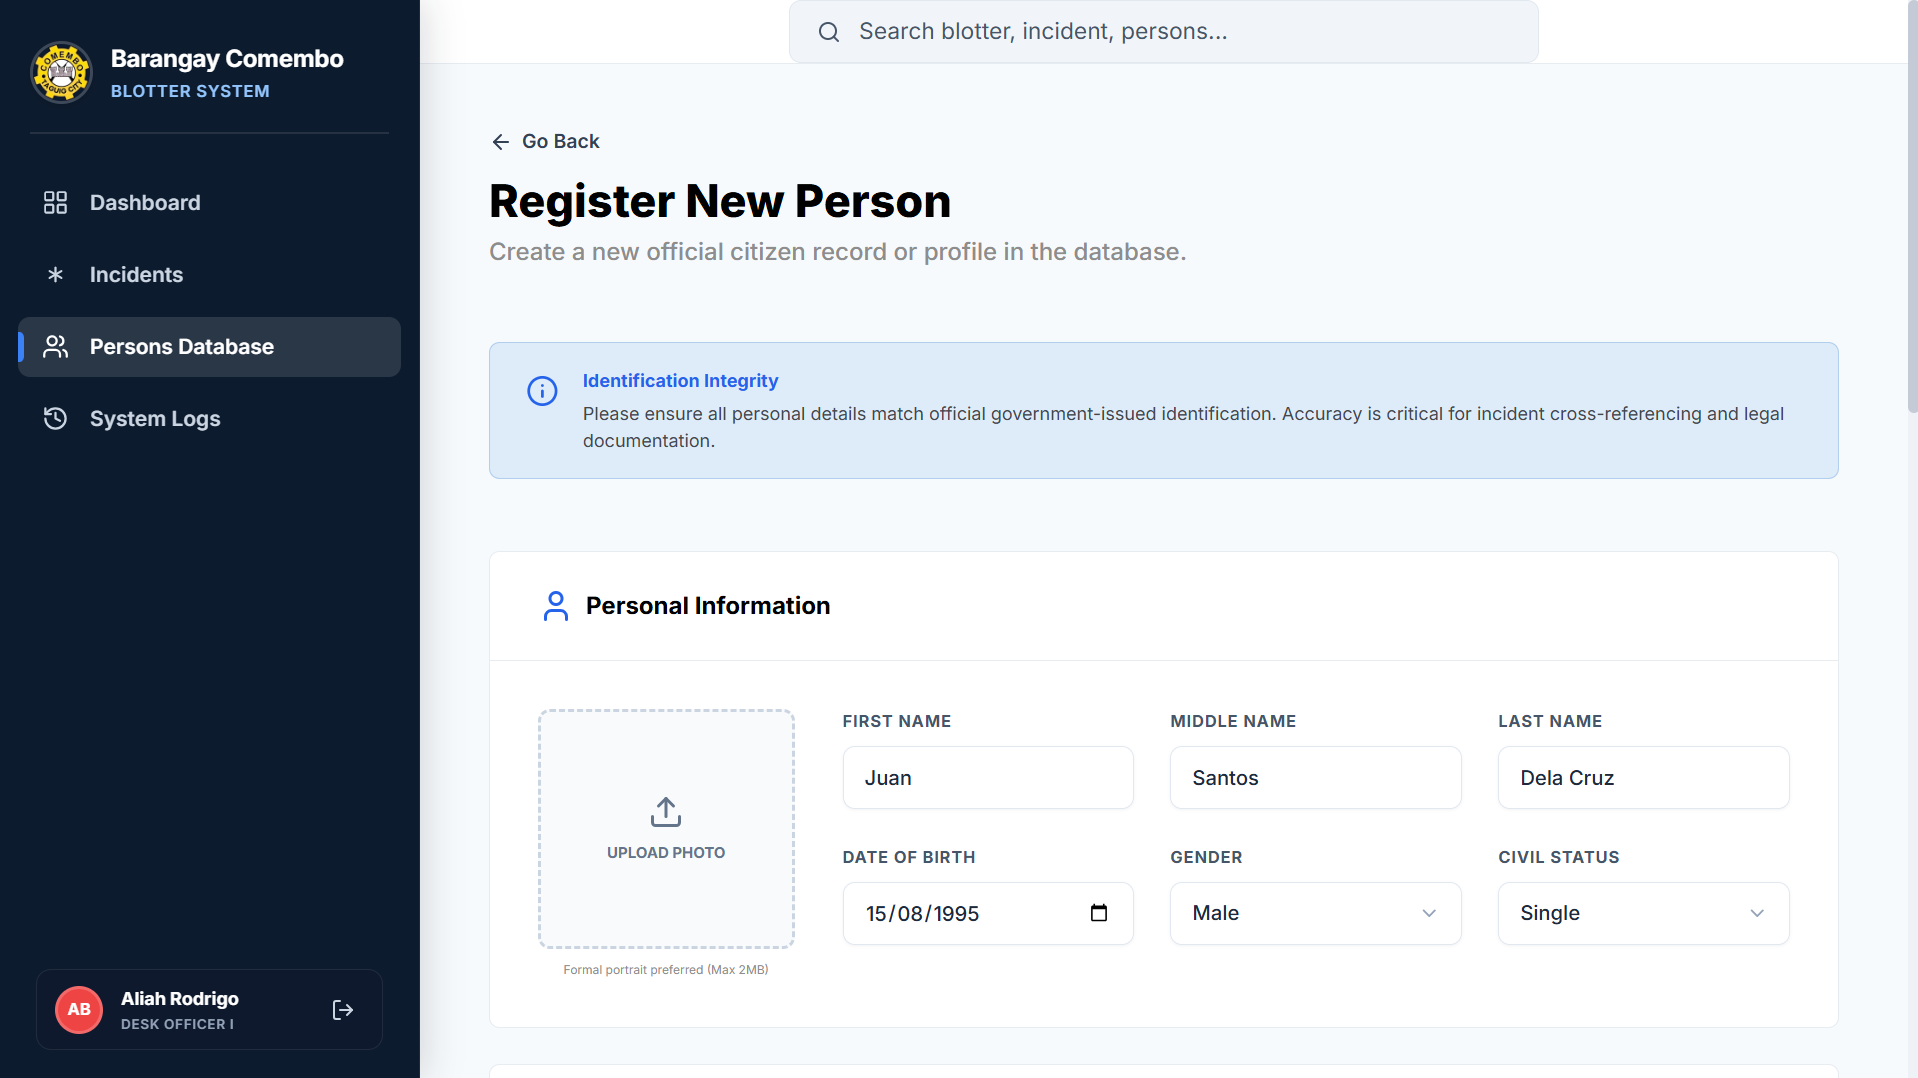 COMEMBO
TAGUIG CITY
Barangay Comembo
BLOTTER SYSTEM
Dashboard
Incidents
Persons Database
System Logs
AB
Aliah Rodrigo
DESK OFFICER I
Search blotter, incident, persons...
Go Back
Register New Person
Create a new official citizen record or profile in the database.
Identification Integrity
Please ensure all personal details match official government-issued identification. Accuracy is critical for incident cross-referencing and legal
documentation.
Personal Information
UPLOAD PHOTO
Formal portrait preferred (Max 2MB)
FIRST NAME
Juan
MIDDLE NAME
Santos
LAST NAME
Dela Cruz
DATE OF BIRTH
15/08/1995
GENDER
Male
CIVIL STATUS
Single